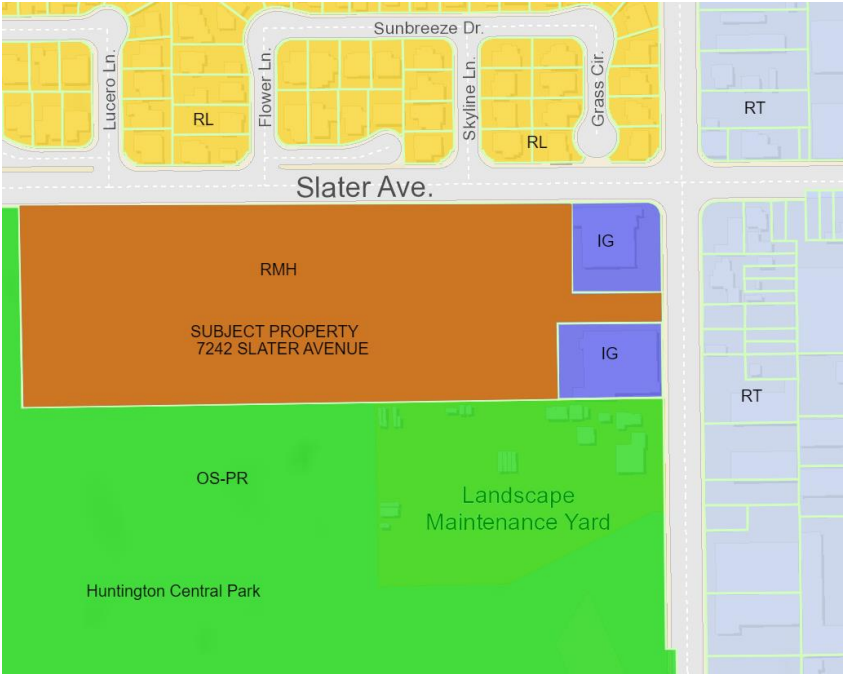 Sunbreeze Dr.
Lucero Ln.
Flower Ln.
Skyline Ln.
Grass Cir.
RL
RL
RT
Slater Ave.
IG
RMH
SUBJECT PROPERTY
7242 SLATER AVENUE
IG
RT
OS-PR
Landscape
Maintenance Yard
Huntington Central Park